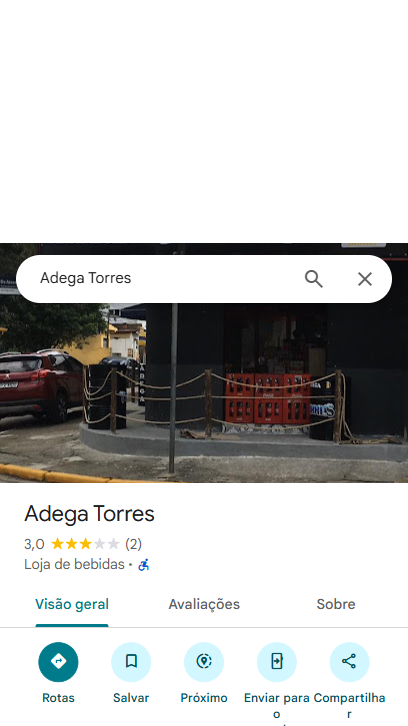 Adega Torres
Adega Torres
3,0 (2)
Loja de bebidas •
Visão geral
Avaliações
Sobre
Rotas
Salvar
Próximo
Enviar para
o
Compartilha
r